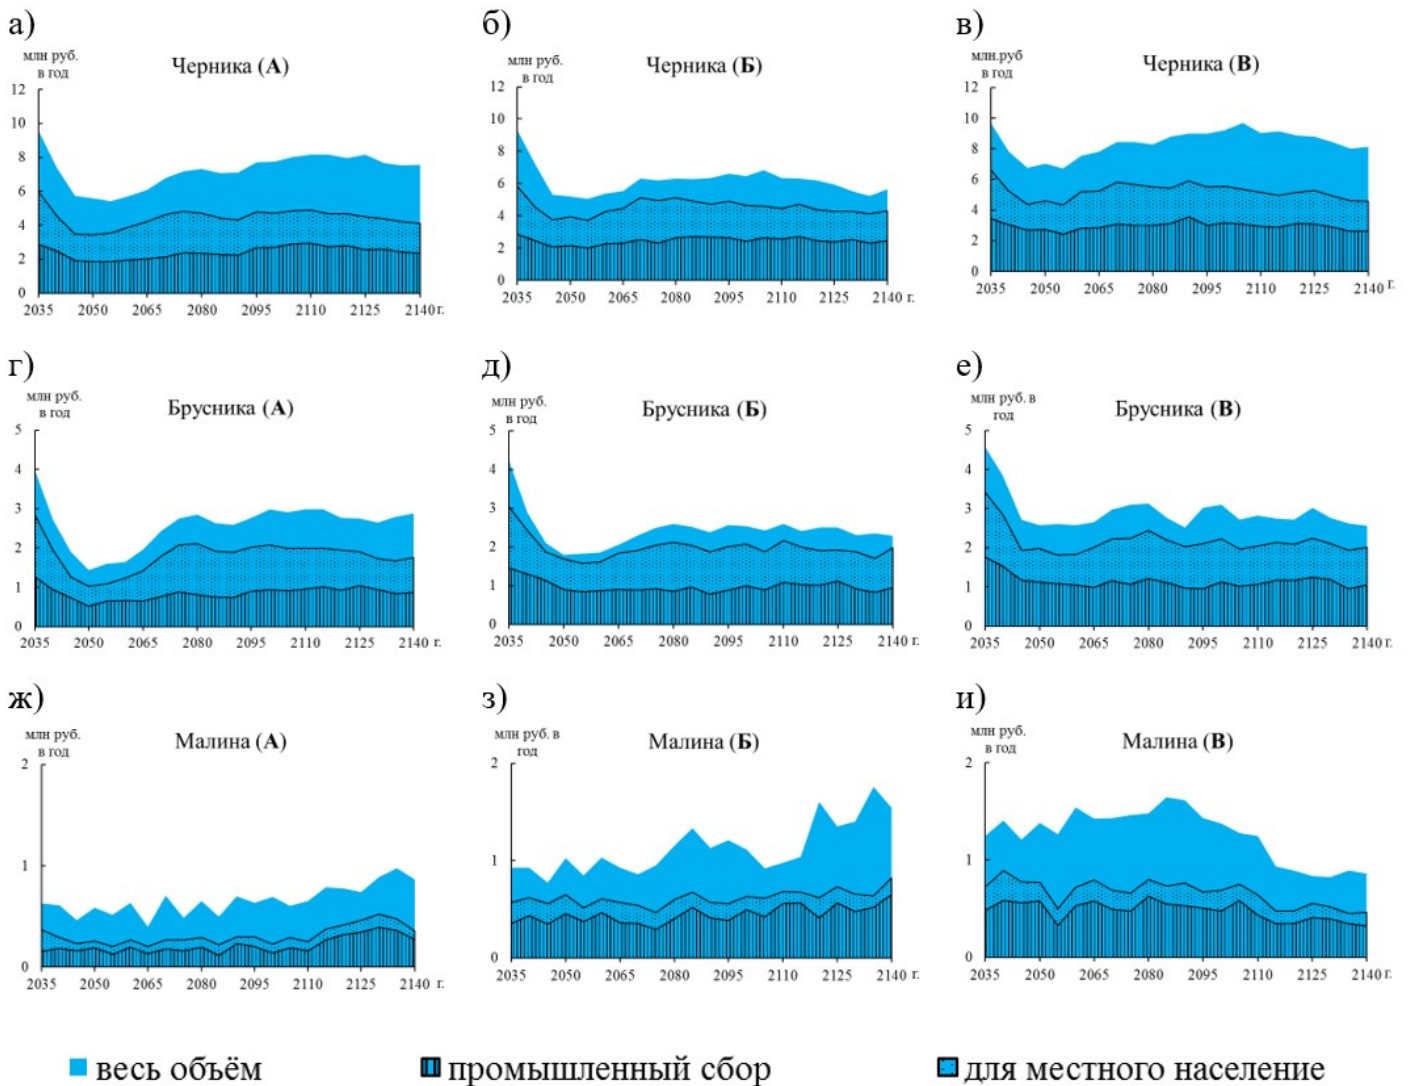 а)
млн руб.
в год
Черника (А)
12
10
8
6
4
2
0
2035 2050 2065 2080 2095 2110 2125 2140 г.
б)
млн руб.
в год
Черника (Б)
12
10
8
6
4
2
0
2035 2050 2065 2080 2095 2110 2125 2140 г.
в)
млн.руб
в год
Черника (В)
12
10
8
6
4
2
0
2035 2050 2065 2080 2095 2110 2125 2140 г.
г)
млн руб.
в год
Брусника (А)
5
4
3
2
1
0
2035 2050 2065 2080 2095 2110 2125 2140 г.
д)
млн руб.
в год
Брусника (Б)
5
4
3
2
1
0
2035 2050 2065 2080 2095 2110 2125 2140 г.
е)
млн руб. в
год
Брусника (В)
5
4
3
2
1
0
2035 2050 2065 2080 2095 2110 2125 2140 г.
ж)
млн руб.
в год
Малина (А)
2
1
0
2035 2050 2065 2080 2095 2110 2125 2140 г.
з)
млн руб. в
год
Малина (Б)
2
1
0
2035 2050 2065 2080 2095 2110 2125 2140 г.
и)
млн руб.
в год
Малина (В)
2
1
0
2035 2050 2065 2080 2095 2110 2125 2140 г.
весь объём
промышленный сбор
для местного население